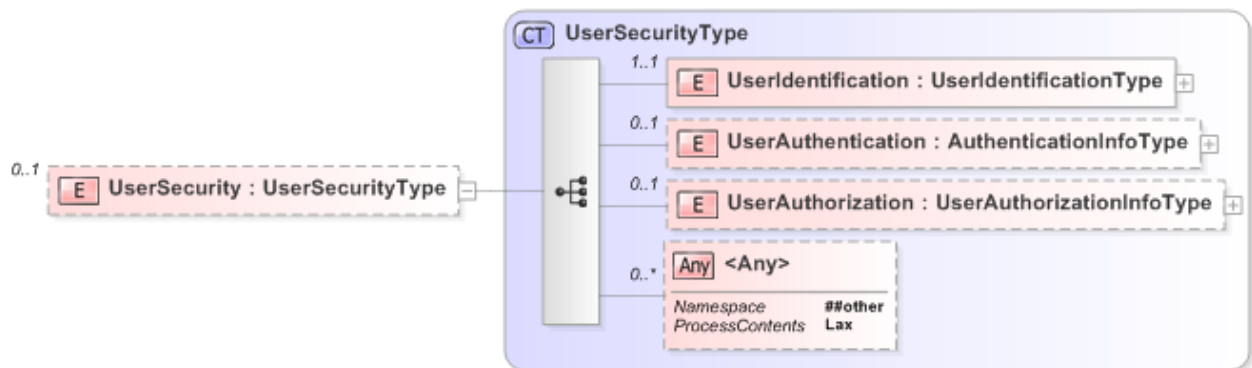 CT UserSecurityType
1..1
E UserIdentification : UserIdentificationType
0..1
E UserAuthentication : AuthenticationInfoType
0..1
E UserSecurity : UserSecurityType
0..1
E UserAuthorization : UserAuthorizationInfoType
0..*
Any <Any>
Namespace ##other
ProcessContents Lax